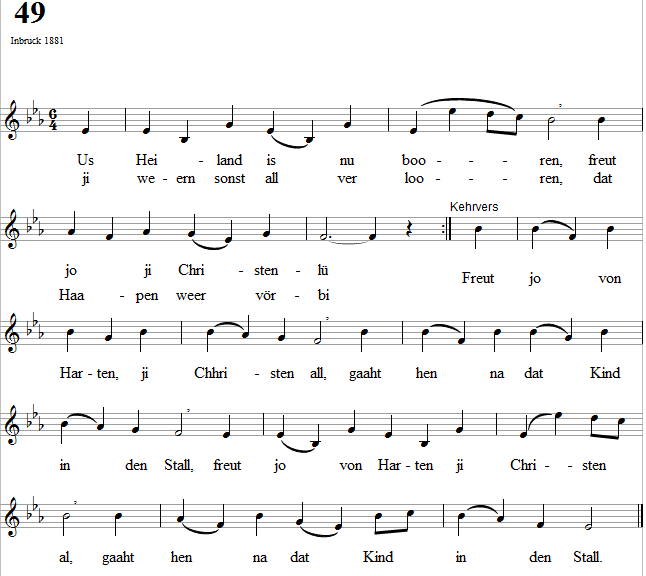 49
Inbruck 1881
6
4
Us Hei - land is nu boo - - - ren, freut
ji we - ern sonst all ver loo - - - ren, dat
Kehrvers
jo ji Chri - sten - lü Freut jo von
Haa - pen weer vör - bi
Har - ten, ji Chhri - sten all, gaaht hen na dat Kind
in den Stall, freut jo von Har - ten ji Chri - - sten
al, gaaht hen na dat Kind in den Stall.